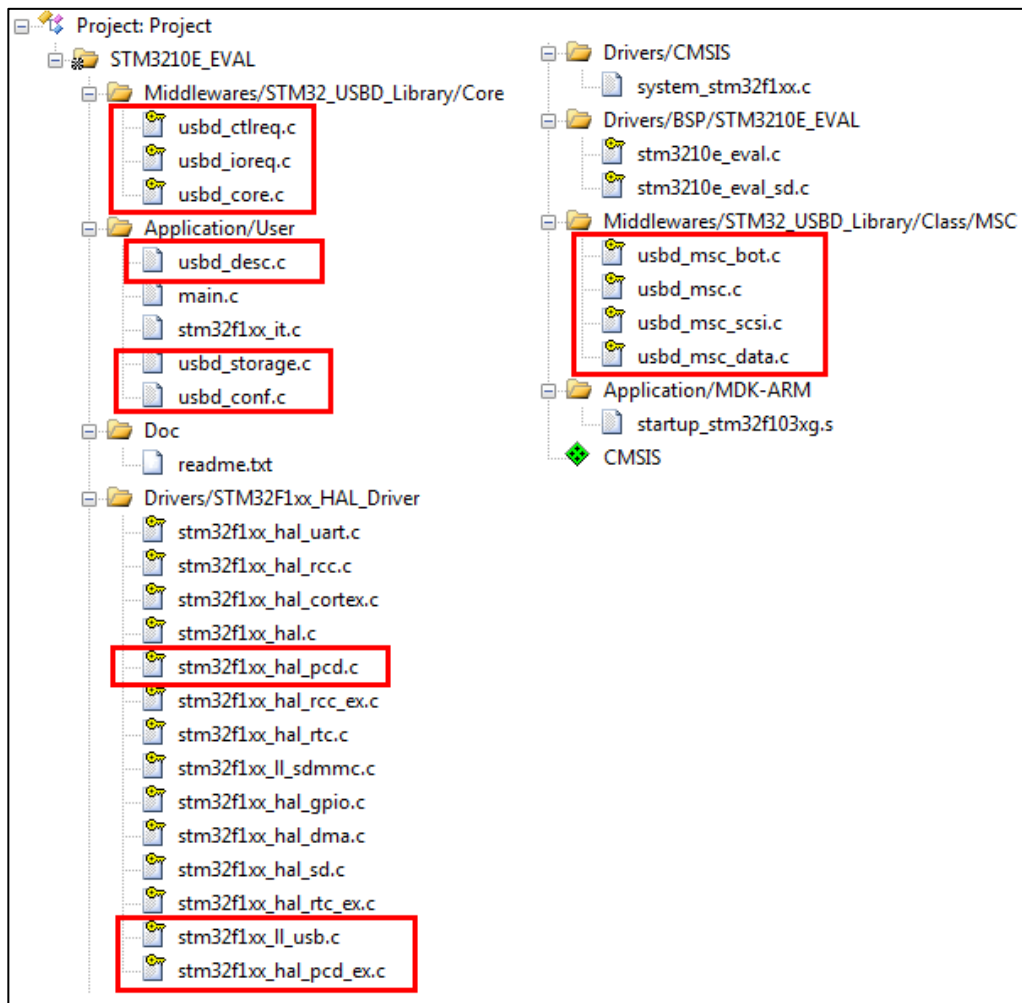 Project: Project
STM3210E_EVAL
Middlewares/STM32_USBD_Library/Core
usbd_ctlreq.c
usbd_ioreq.c
usbd_core.c
Application/User
usbd_desc.c
main.c
stm32f1xx_it.c
usbd_storage.c
usbd_conf.c
Doc
readme.txt
Drivers/STM32F1xx_HAL_Driver
stm32f1xx_hal_uart.c
stm32f1xx_hal_rcc.c
stm32f1xx_hal_cortex.c
stm32f1xx_hal.c
stm32f1xx_hal_pcd.c
stm32f1xx_hal_rcc_ex.c
stm32f1xx_hal_rtc.c
stm32f1xx_ll_sdmmc.c
stm32f1xx_hal_gpio.c
stm32f1xx_hal_dma.c
stm32f1xx_hal_sd.c
stm32f1xx_hal_rtc_ex.c
stm32f1xx_ll_usb.c
stm32f1xx_hal_pcd_ex.c
Drivers/CMSIS
system_stm32f1xx.c
Drivers/BSP/STM3210E_EVAL
stm3210e_eval.c
stm3210e_eval_sd.c
Middlewares/STM32_USBD_Library/Class/MSC
usbd_msc_bot.c
usbd_msc.c
usbd_msc_scsi.c
usbd_msc_data.c
Application/MDK-ARM
startup_stm32f103xg.s
CMSIS